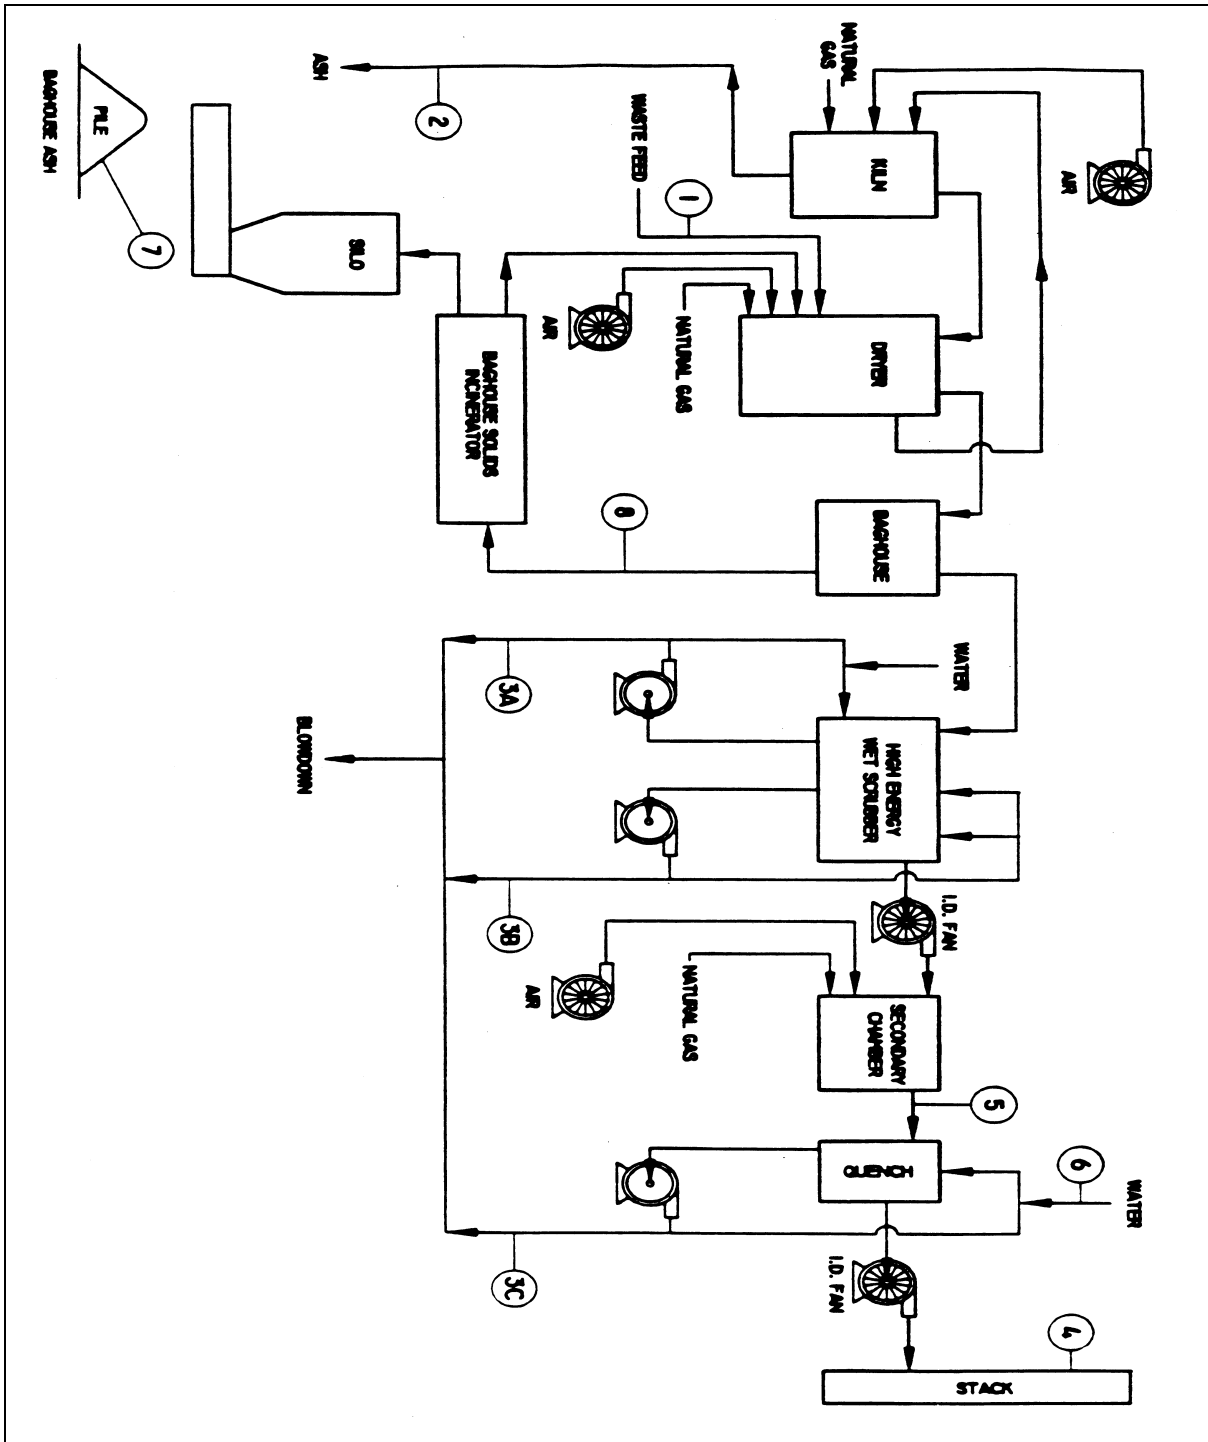 NATURAL
GAS
AIR
KILN
ASH
2
WASTE FEED
1
PILE
BAGHOUSE ASH
7
SILO
AIR
NATURAL GAS
DRYER
BAGHOUSE SOLIDS
INCINERATOR
8
BAGHOUSE
WATER
3A
HIGH ENERGY
WET SCRUBBER
BLOWDOWN
3B
I.D. FAN
AIR
NATURAL GAS
SECONDARY
CHAMBER
5
QUENCH
6
WATER
3C
I.D. FAN
4
STACK